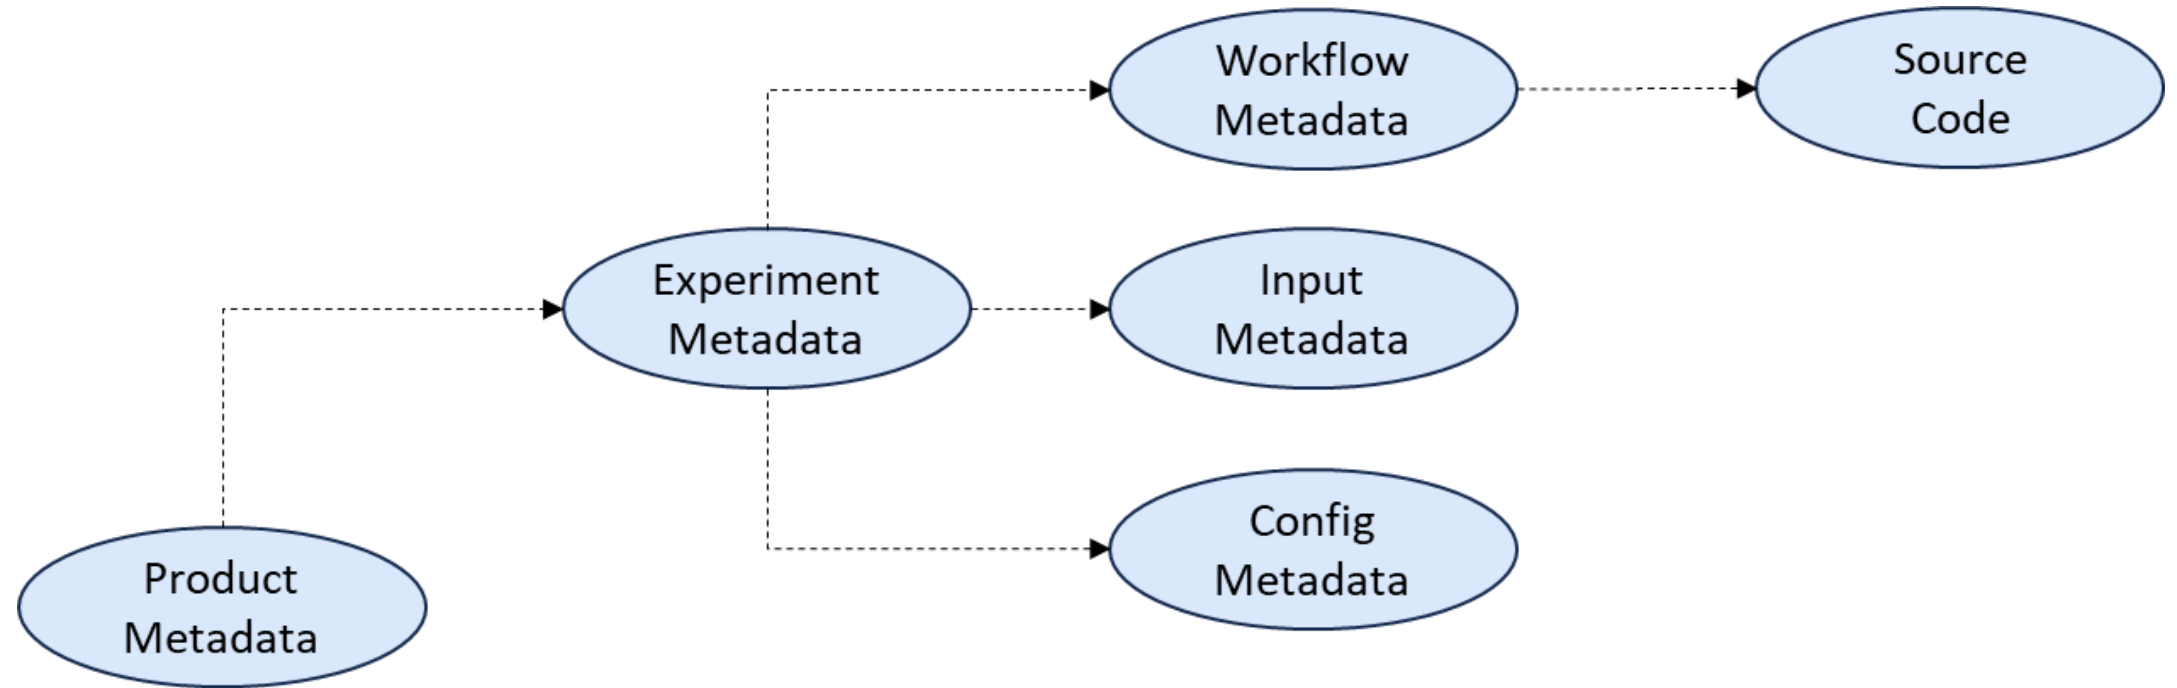 Workflow
Metadata
Source
Code
Experiment
Metadata
Input
Metadata
Config
Metadata
Product
Metadata